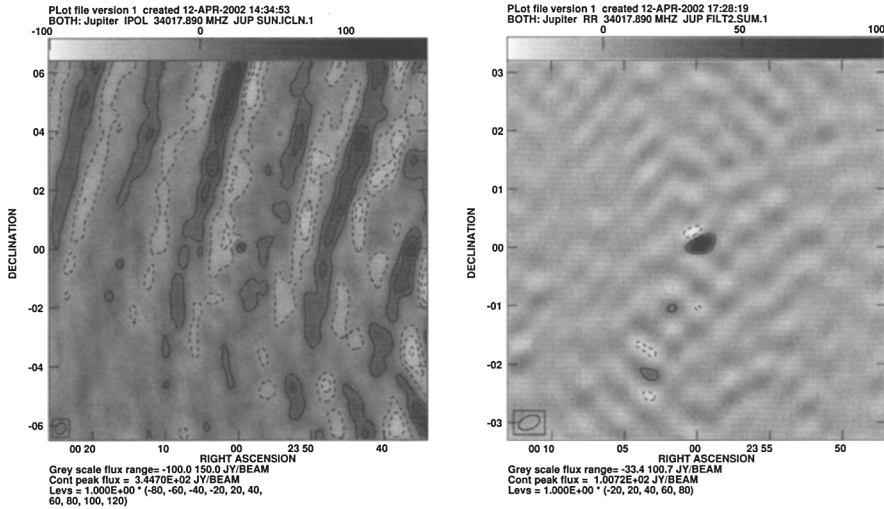 PLot file version 1 created 12-APR-2002 14:34:53
BOTH: Jupiter IPOL 34017.890 MHZ JUP SUN.ICLN.1
-100 0 100
06
04
02
00
-02
-04
-06
DECLINATION
00 20 10 00 23 50 40
RIGHT ASCENSION
Grey scale flux range= -100.0 150.0 JY/BEAM
Cont peak flux = 3.4470E+02 JY/BEAM
Levs = 1.000E+00 * (-80, -60, -40, -20, 20, 40,
60, 80, 100, 120)
PLot file version 1 created 12-APR-2002 17:28:19
BOTH: Jupiter RR 34017.890 MHZ JUP FILT2.SUM.1
0 50 100
03
02
01
00
-01
-02
-03
DECLINATION
00 10 05 00 23 55 50
RIGHT ASCENSION
Grey scale flux range= -33.4 100.7 JY/BEAM
Cont peak flux = 1.0072E+02 JY/BEAM
Levs = 1.000E+00 * (-20, 20, 40, 60, 80)